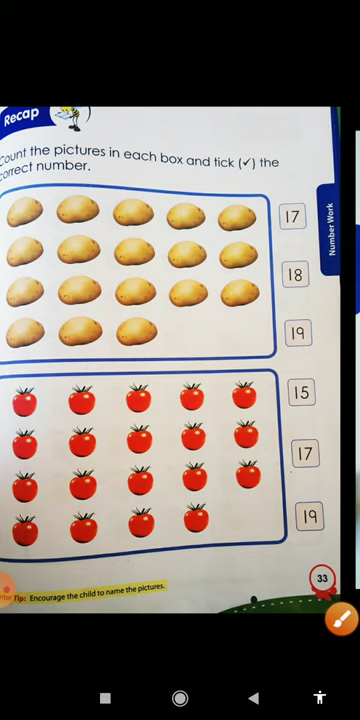 Recap
Count the pictures in each box and tick (✓) the
correct number.
17
Number Work
18
19
15
17
19
33
Tip: Encourage the child to name the pictures.